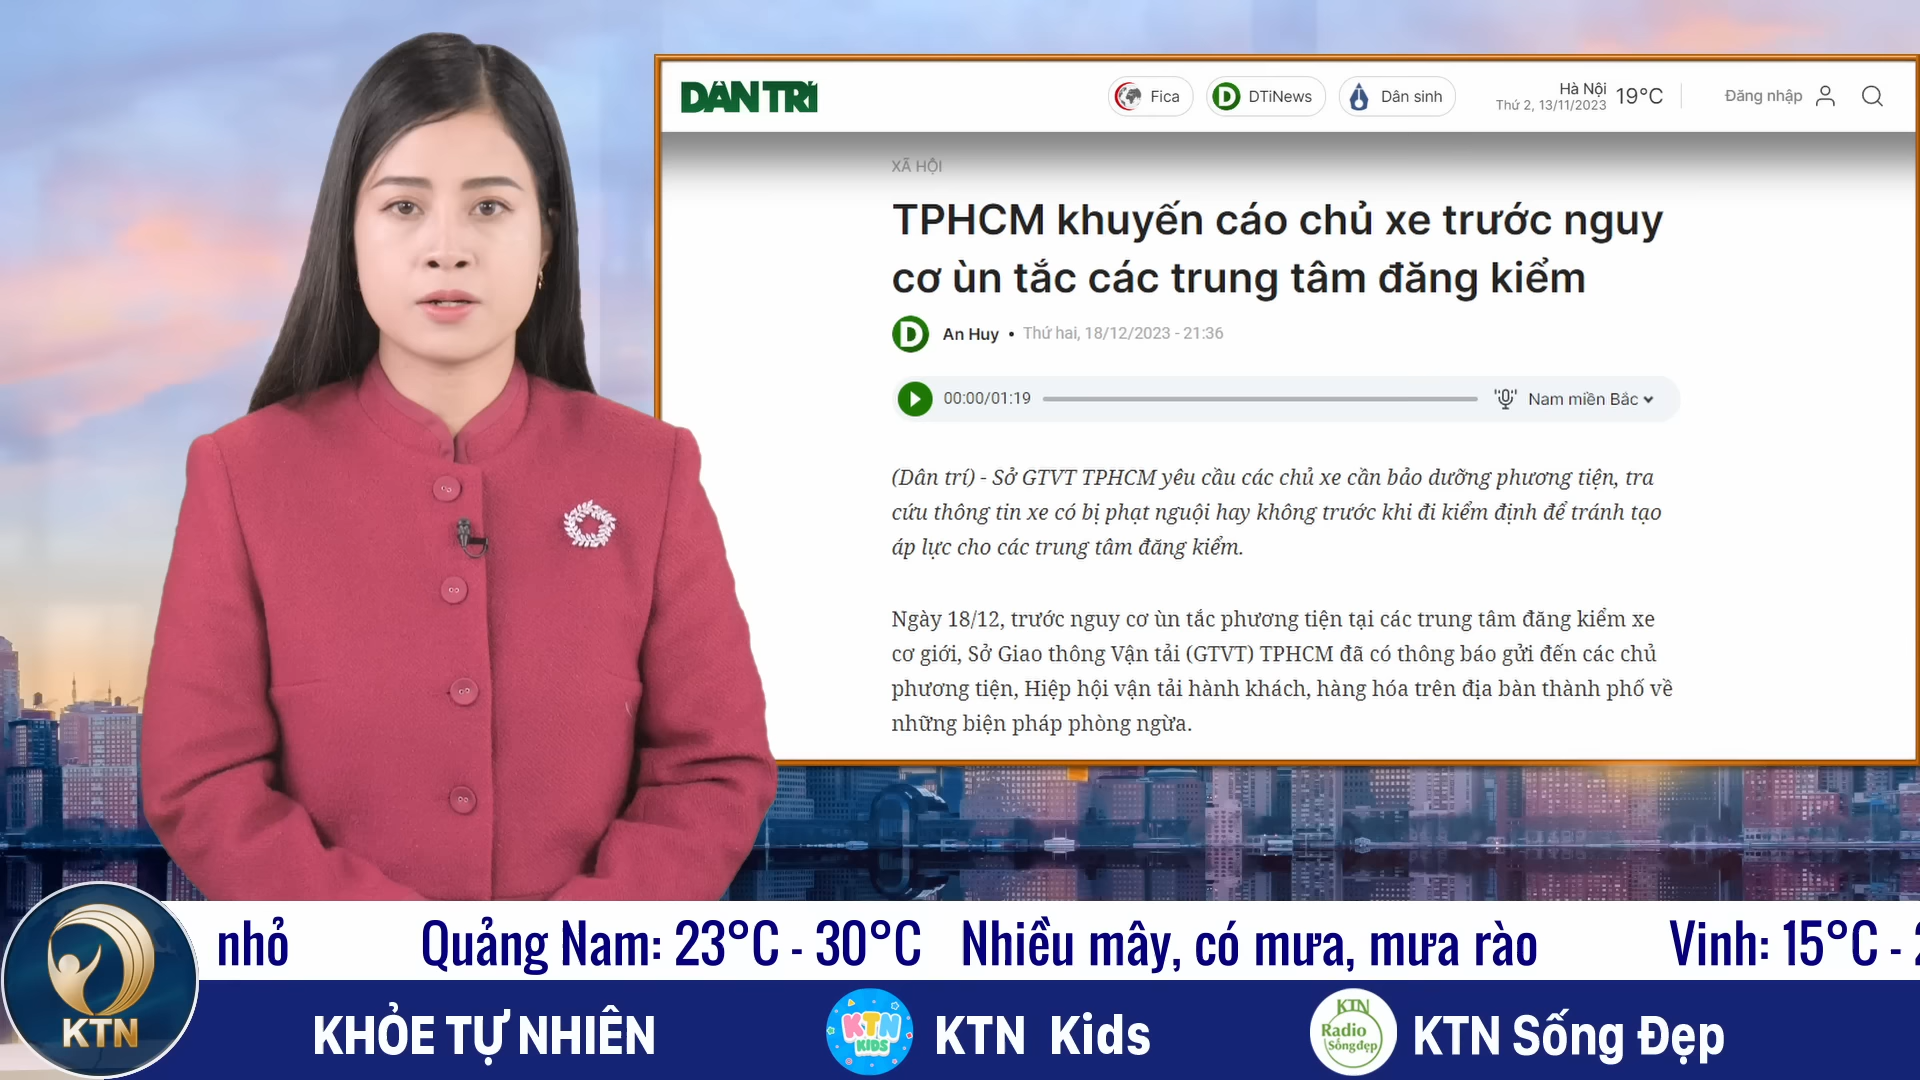 DÂN TRÍ
Fica
DTiNews
Dân sinh
Hà Nội
Thứ 2, 13/11/2023
19°C
Đăng nhập
XÃ HỘI
TPHCM khuyến cáo chủ xe trước nguy
cơ ùn tắc các trung tâm đăng kiểm
An Huy • Thứ hai, 18/12/2023 - 21:36
00:00/01:19
Nam miền Bắc
(Dân trí) - Sở GTVT TPHCM yêu cầu các chủ xe cần bảo dưỡng phương tiện, tra
cứu thông tin xe có bị phạt nguội hay không trước khi đi kiểm định để tránh tạo
áp lực cho các trung tâm đăng kiểm.
Ngày 18/12, trước nguy cơ ùn tắc phương tiện tại các trung tâm đăng kiểm xe
cơ giới, Sở Giao thông Vận tải (GTVT) TPHCM đã có thông báo gửi đến các chủ
phương tiện, Hiệp hội vận tải hành khách, hàng hóa trên địa bàn thành phố về
những biện pháp phòng ngừa.
nhỏ Quảng Nam: 23°C - 30°C Nhiều mây, có mưa, mưa rào Vinh: 15°C -
KTN
KHỎE TỰ NHIÊN
KTN
KIDS
KTN Kids
KTN
Radio
Sống đẹp
KTN Sống Đẹp